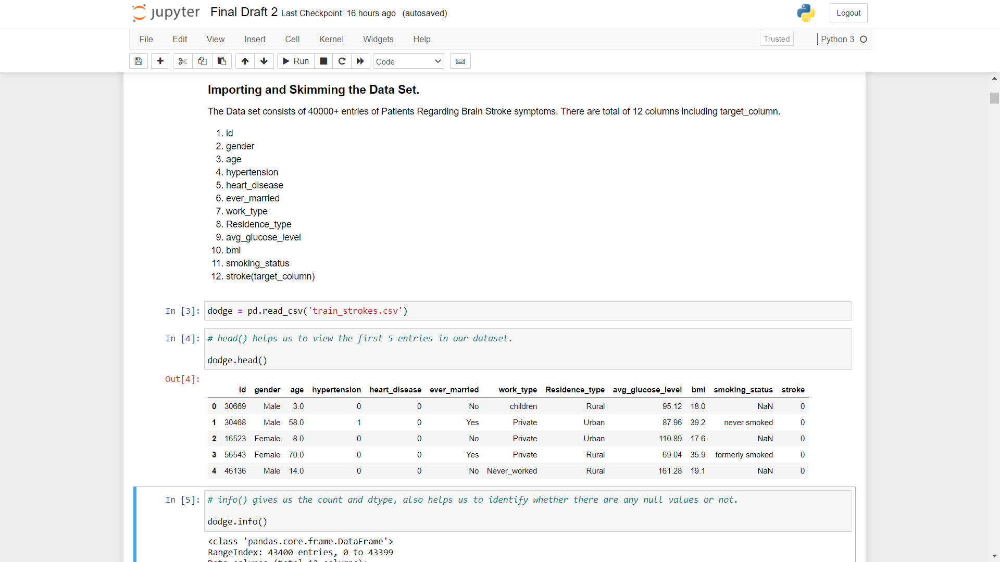 jupyter Final Draft 2 Last Checkpoint: 16 hours ago (autosaved) Logout
File Edit View Insert Cell Kernel Widgets Help Trusted Python 3
Run Code
Importing and Skimming the Data Set.
The Data set consists of 40000+ entries of Patients Regarding Brain Stroke symptoms. There are total of 12 columns including target_column.
1. id
2. gender
3. age
4. hypertension
5. heart_disease
6. ever_married
7. work_type
8. Residence_type
9. avg_glucose_level
10. bmi
11. smoking_status
12. stroke(target_column)
In [3]: dodge = pd.read_csv('train_strokes.csv')
In [4]: # head() helps us to view the first 5 entries in our dataset.
dodge.head()
Out[4]:
id gender age hypertension heart_disease ever_married work_type Residence_type avg_glucose_level bmi smoking_status stroke
0 30669 Male 3.0 0 0 No children Rural 95.12 18.0 NaN 0
1 30468 Male 58.0 1 0 Yes Private Urban 87.96 39.2 never smoked 0
2 16523 Female 8.0 0 0 No Private Urban 110.89 17.6 NaN 0
3 56543 Female 70.0 0 0 Yes Private Rural 69.04 35.9 formerly smoked 0
4 46136 Male 14.0 0 0 No Never_worked Rural 161.28 19.1 NaN 0
In [5]: # info() gives us the count and dtype, also helps us to identify whether there are any null values or not.
dodge.info()
<class 'pandas.core.frame.DataFrame'>
RangeIndex: 43400 entries, 0 to 43399
Data columns (total 12 columns):